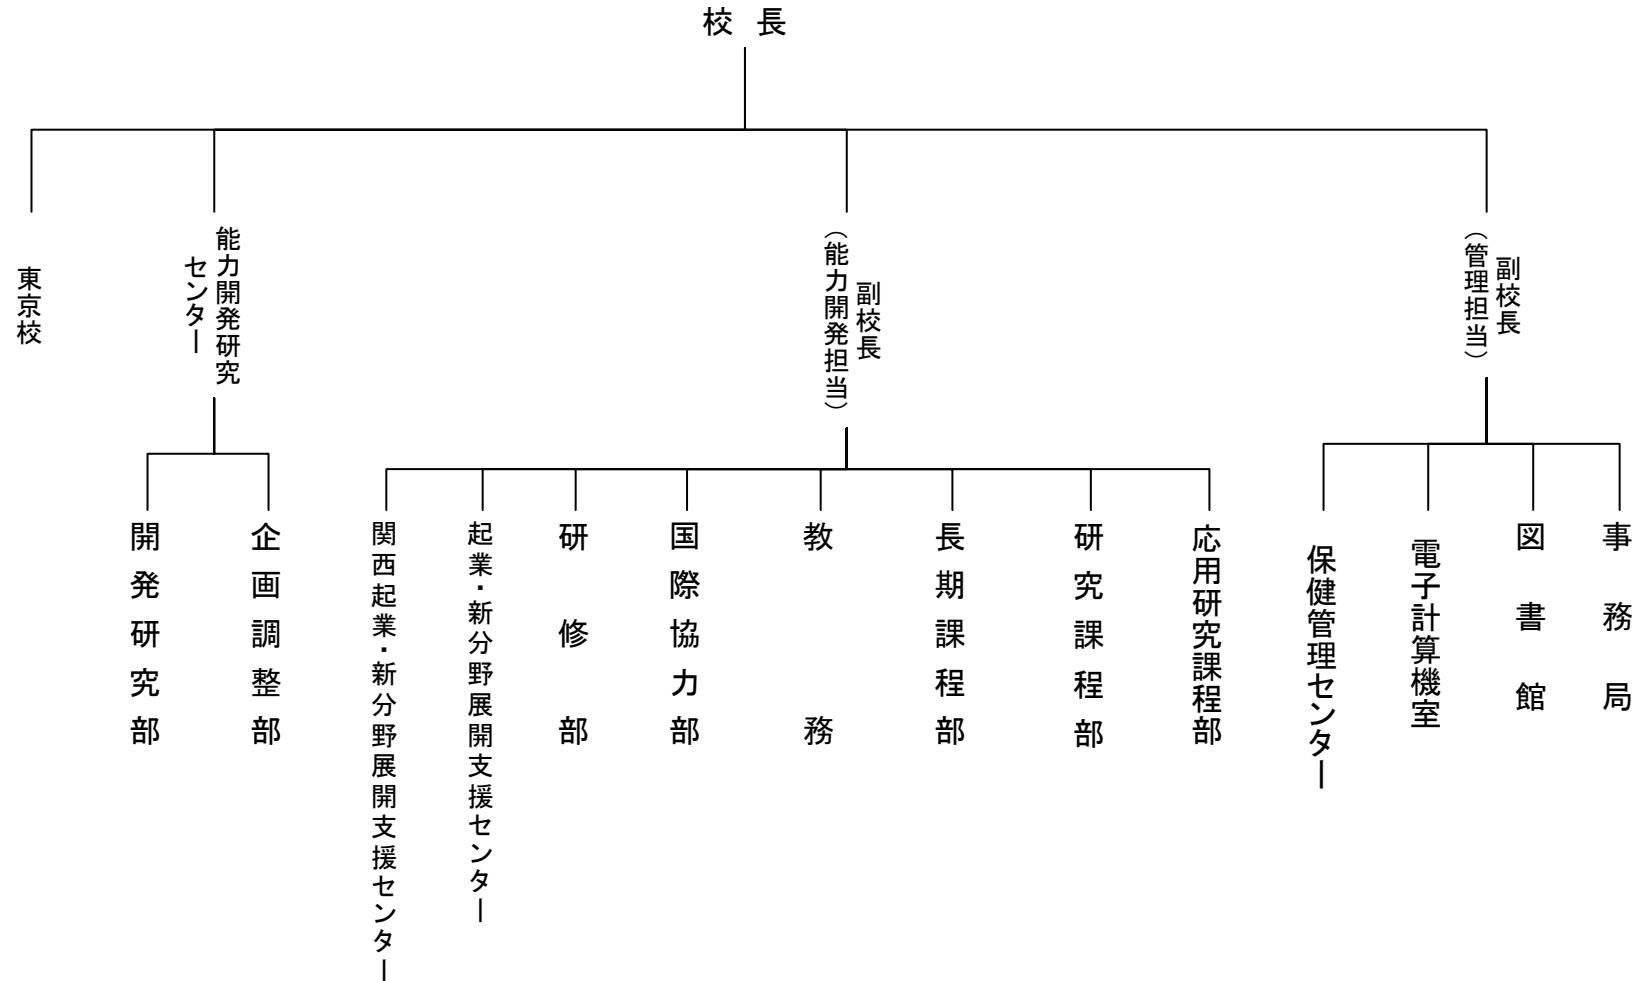 校長
副校長
（管理担当）
副校長
（能力開発担当）
能力開発研究
センター
東京校
事務局
図書館
電子計算機室
保健管理センター
応用研究課程部
研究課程部
長期課程部
教務
国際協力部
研修部
起業・新分野展開支援センター
関西起業・新分野展開支援センター
企画調整部
開発研究部